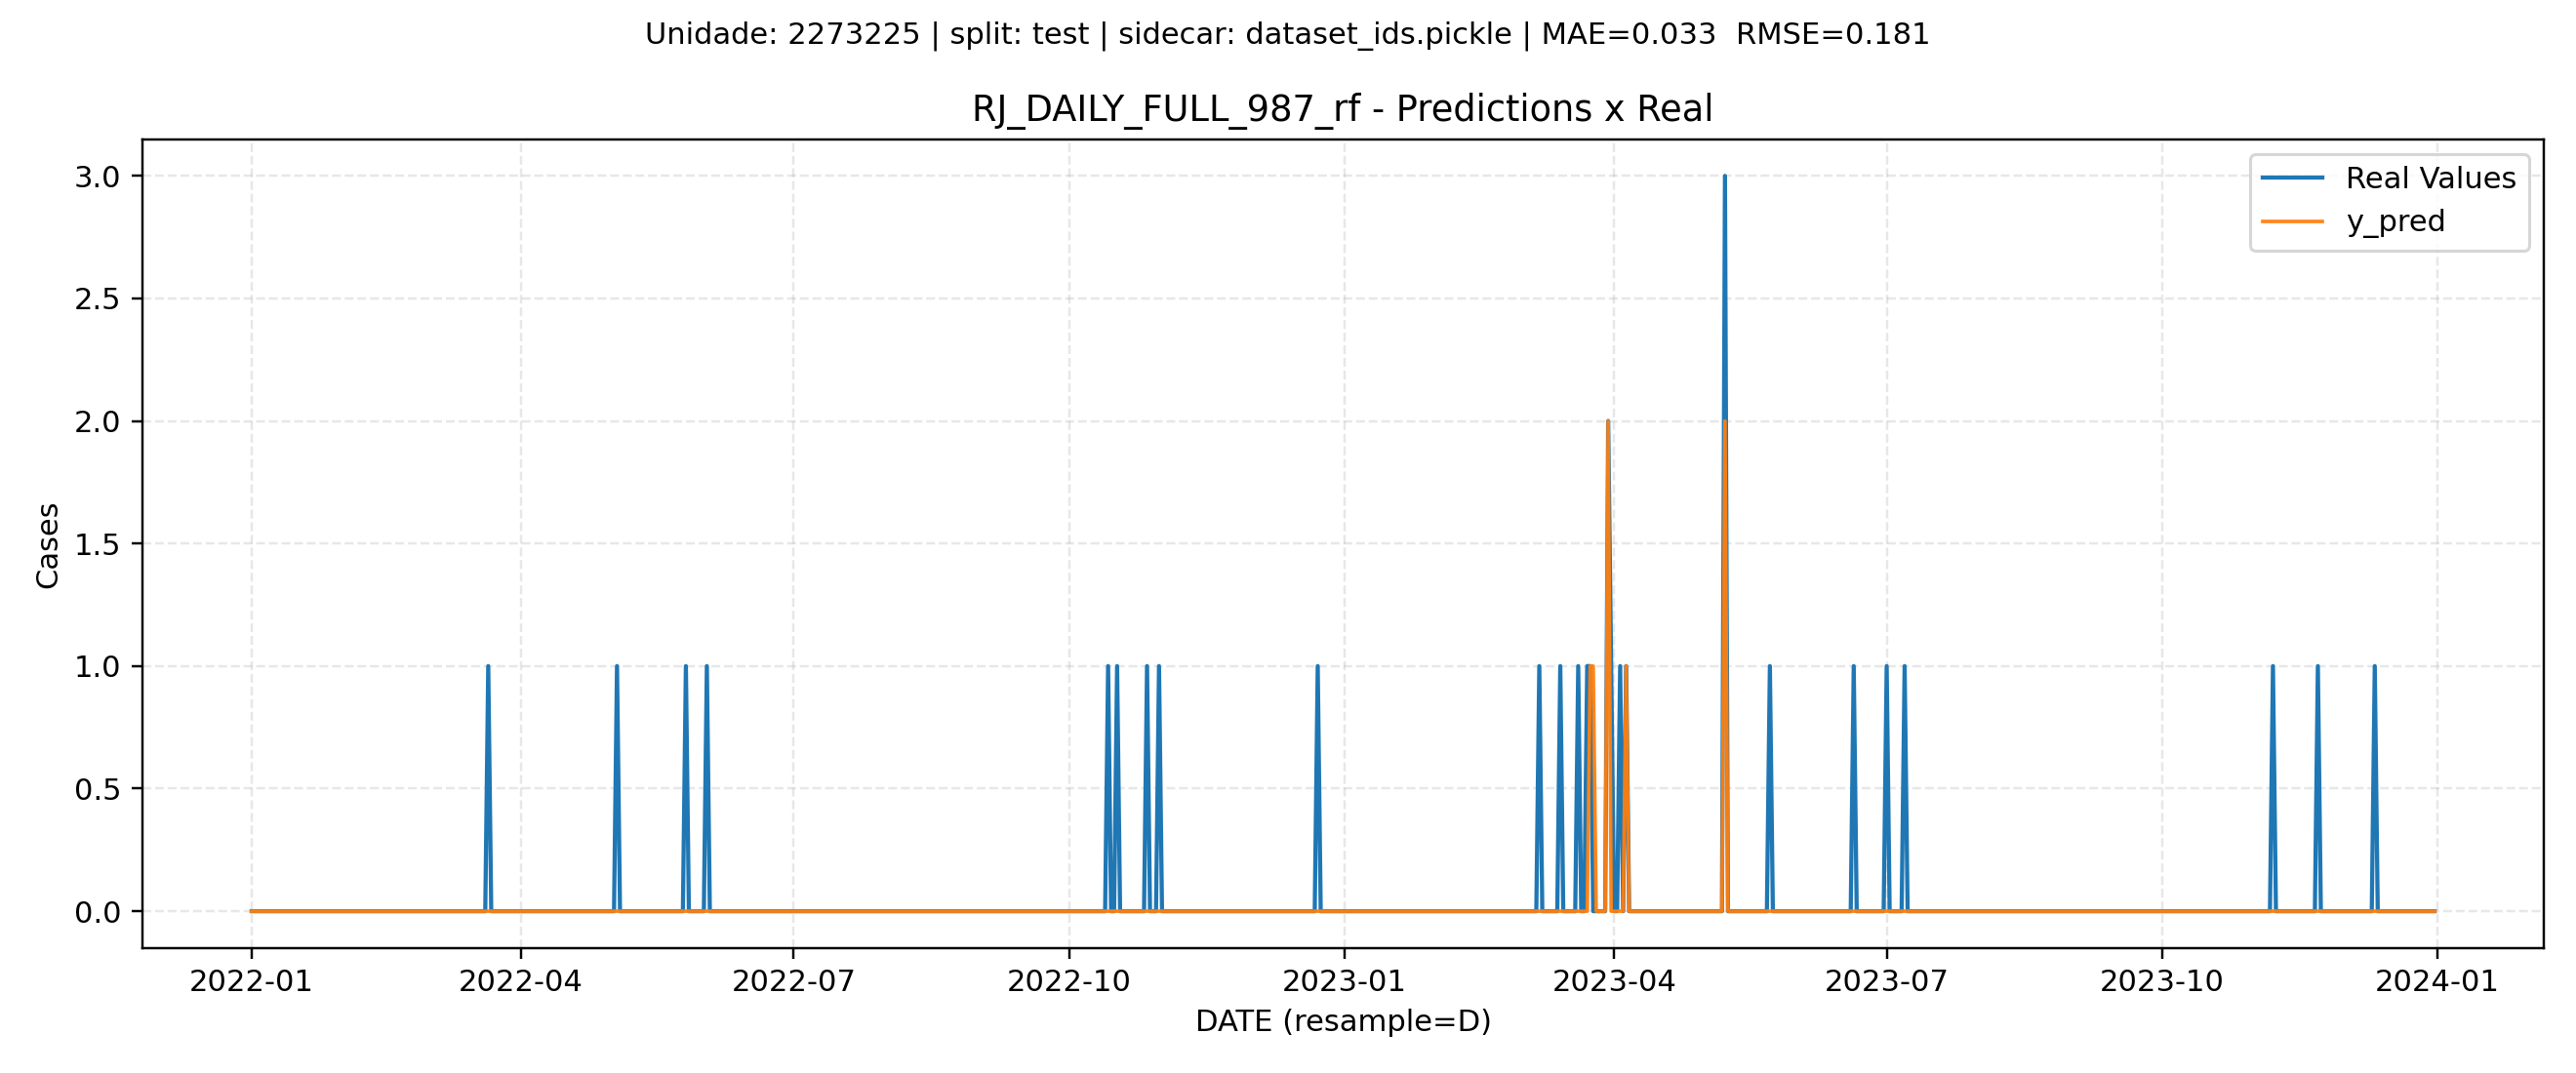 Unidade: 2273225 | split: test | sidecar: dataset_ids.pickle | MAE=0.033  RMSE=0.181
RJ_DAILY_FULL_987_rf - Predictions x Real
Real Values
y_pred
Cases
3.0
2.5
2.0
1.5
1.0
0.5
0.0
2022-01 2022-04 2022-07 2022-10 2023-01 2023-04 2023-07 2023-10 2024-01
DATE (resample=D)